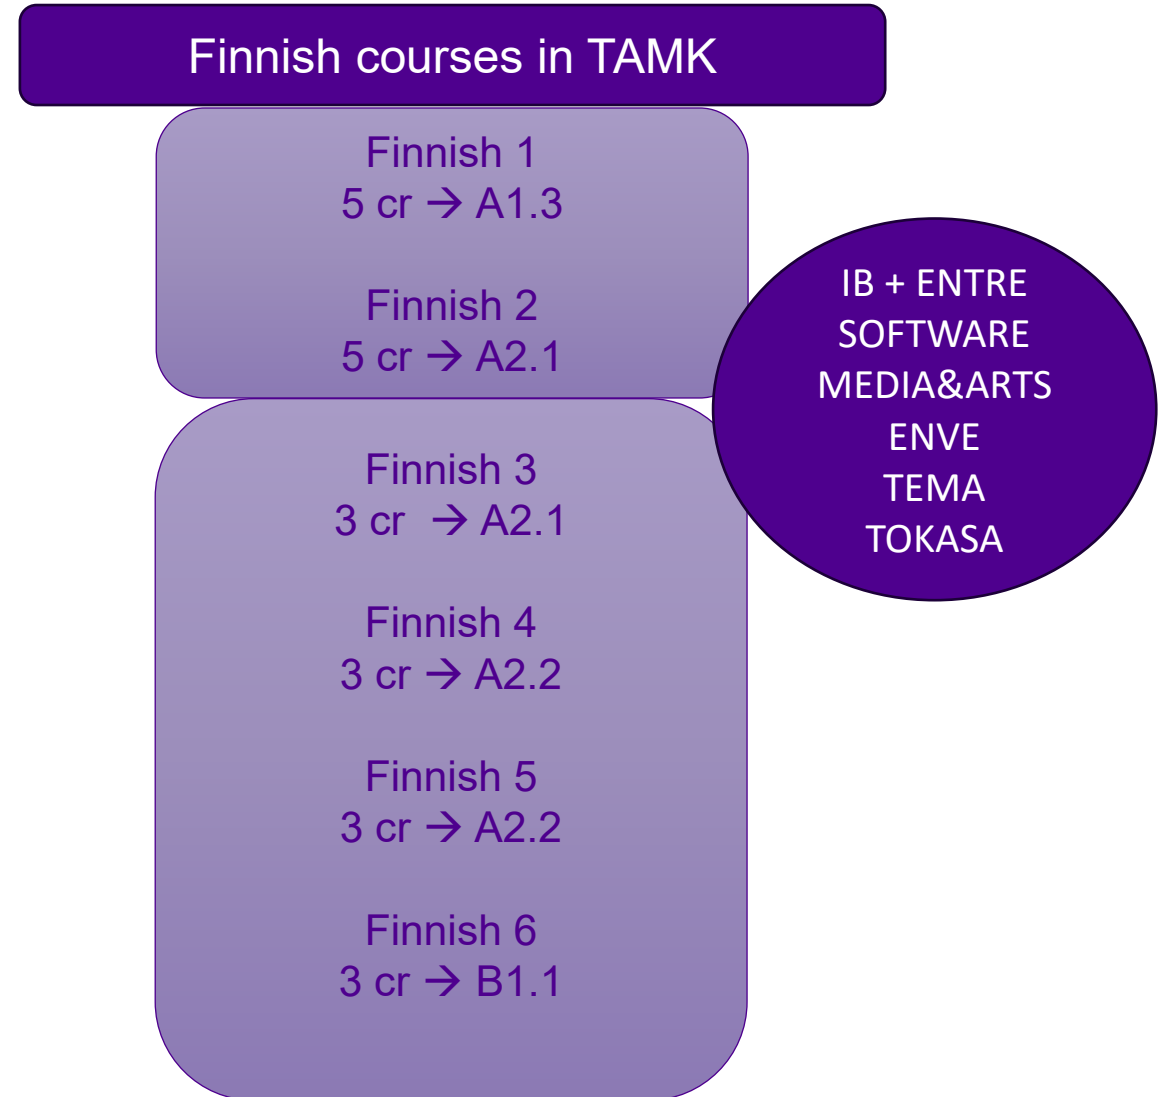 Finnish courses in TAMK
Finnish 1
5 cr → A1.3
Finnish 2
5 cr → A2.1
Finnish 3
3 cr → A2.1
Finnish 4
3 cr → A2.2
Finnish 5
3 cr → A2.2
Finnish 6
3 cr → B1.1
IB + ENTRE
SOFTWARE
MEDIA&ARTS
ENVE
TEMA
TOKASA